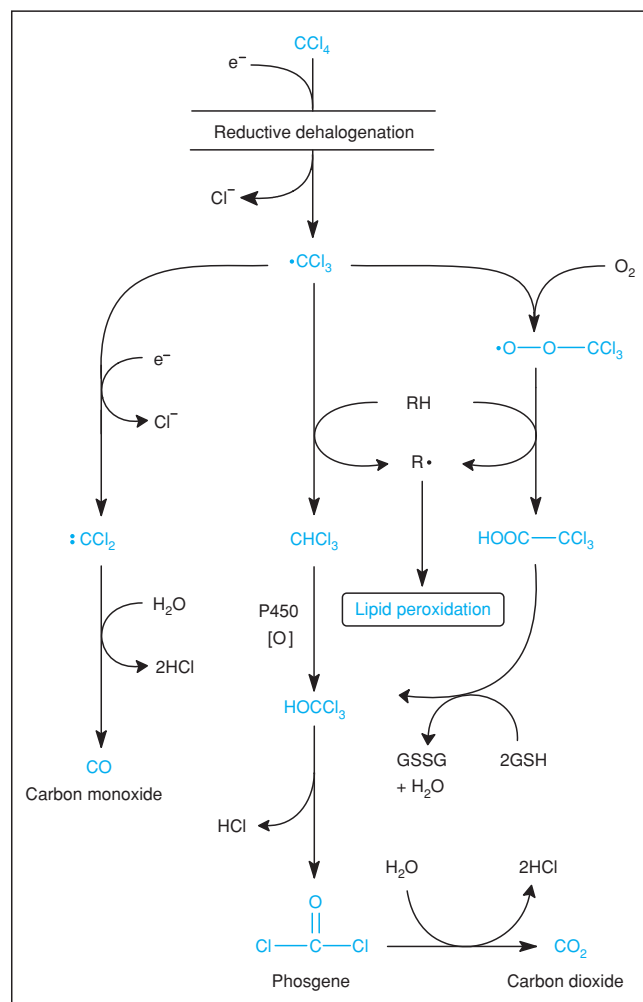 CCl₄
e⁻
Reductive dehalogenation
Cl⁻
•CCl₃
O₂
•O—O—CCl₃
e⁻
Cl⁻
RH
R•
:CCl₂
CHCl₃
HOOC—CCl₃
H₂O
2HCl
P450
[O]
Lipid peroxidation
HOCCl₃
GSSG
+ H₂O
2GSH
CO
Carbon monoxide
HCl
H₂O
2HCl
O
Cl—C—Cl
CO₂
Phosgene
Carbon dioxide